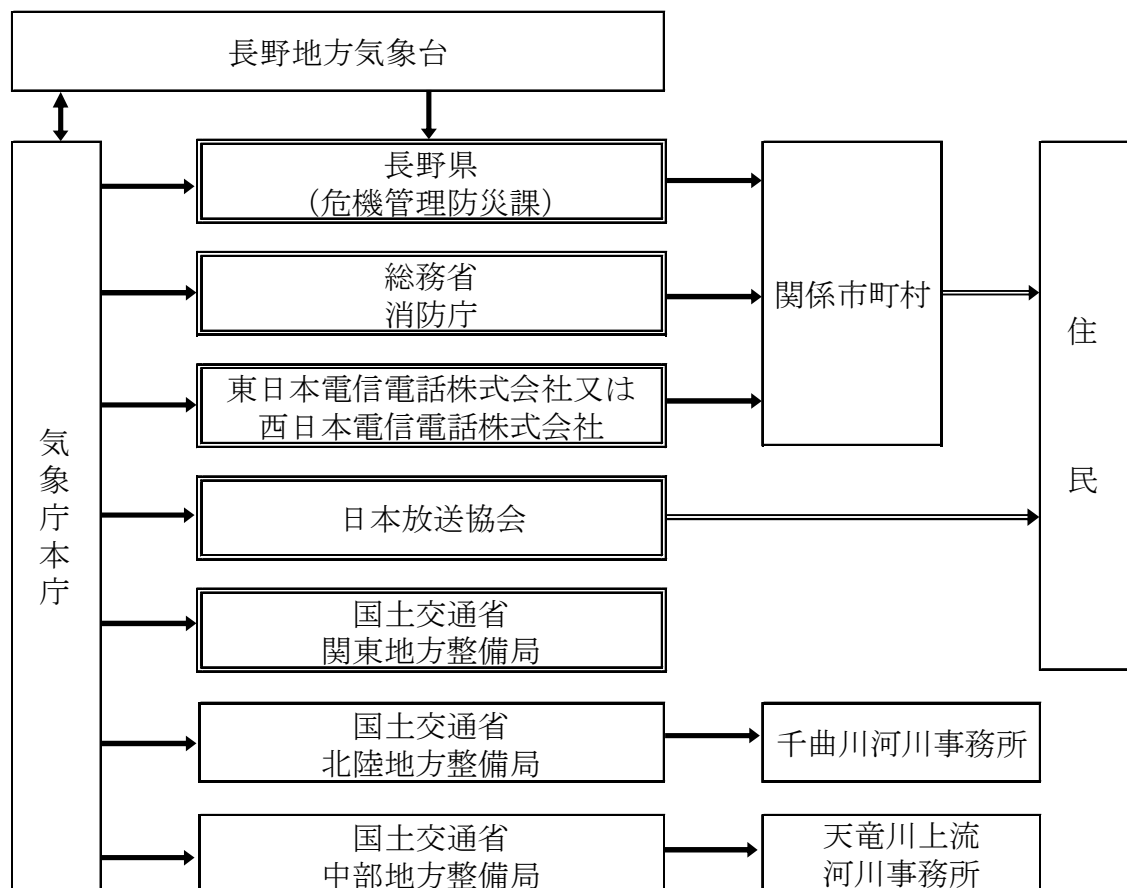 長野地方気象台
長野県
（危機管理防災課）
総務省
消防庁
関係市町村
住民
東日本電信電話株式会社又は
西日本電信電話株式会社
気象庁本庁
日本放送協会
国土交通省
関東地方整備局
国土交通省
北陸地方整備局
千曲川河川事務所
国土交通省
中部地方整備局
天竜川上流
河川事務所